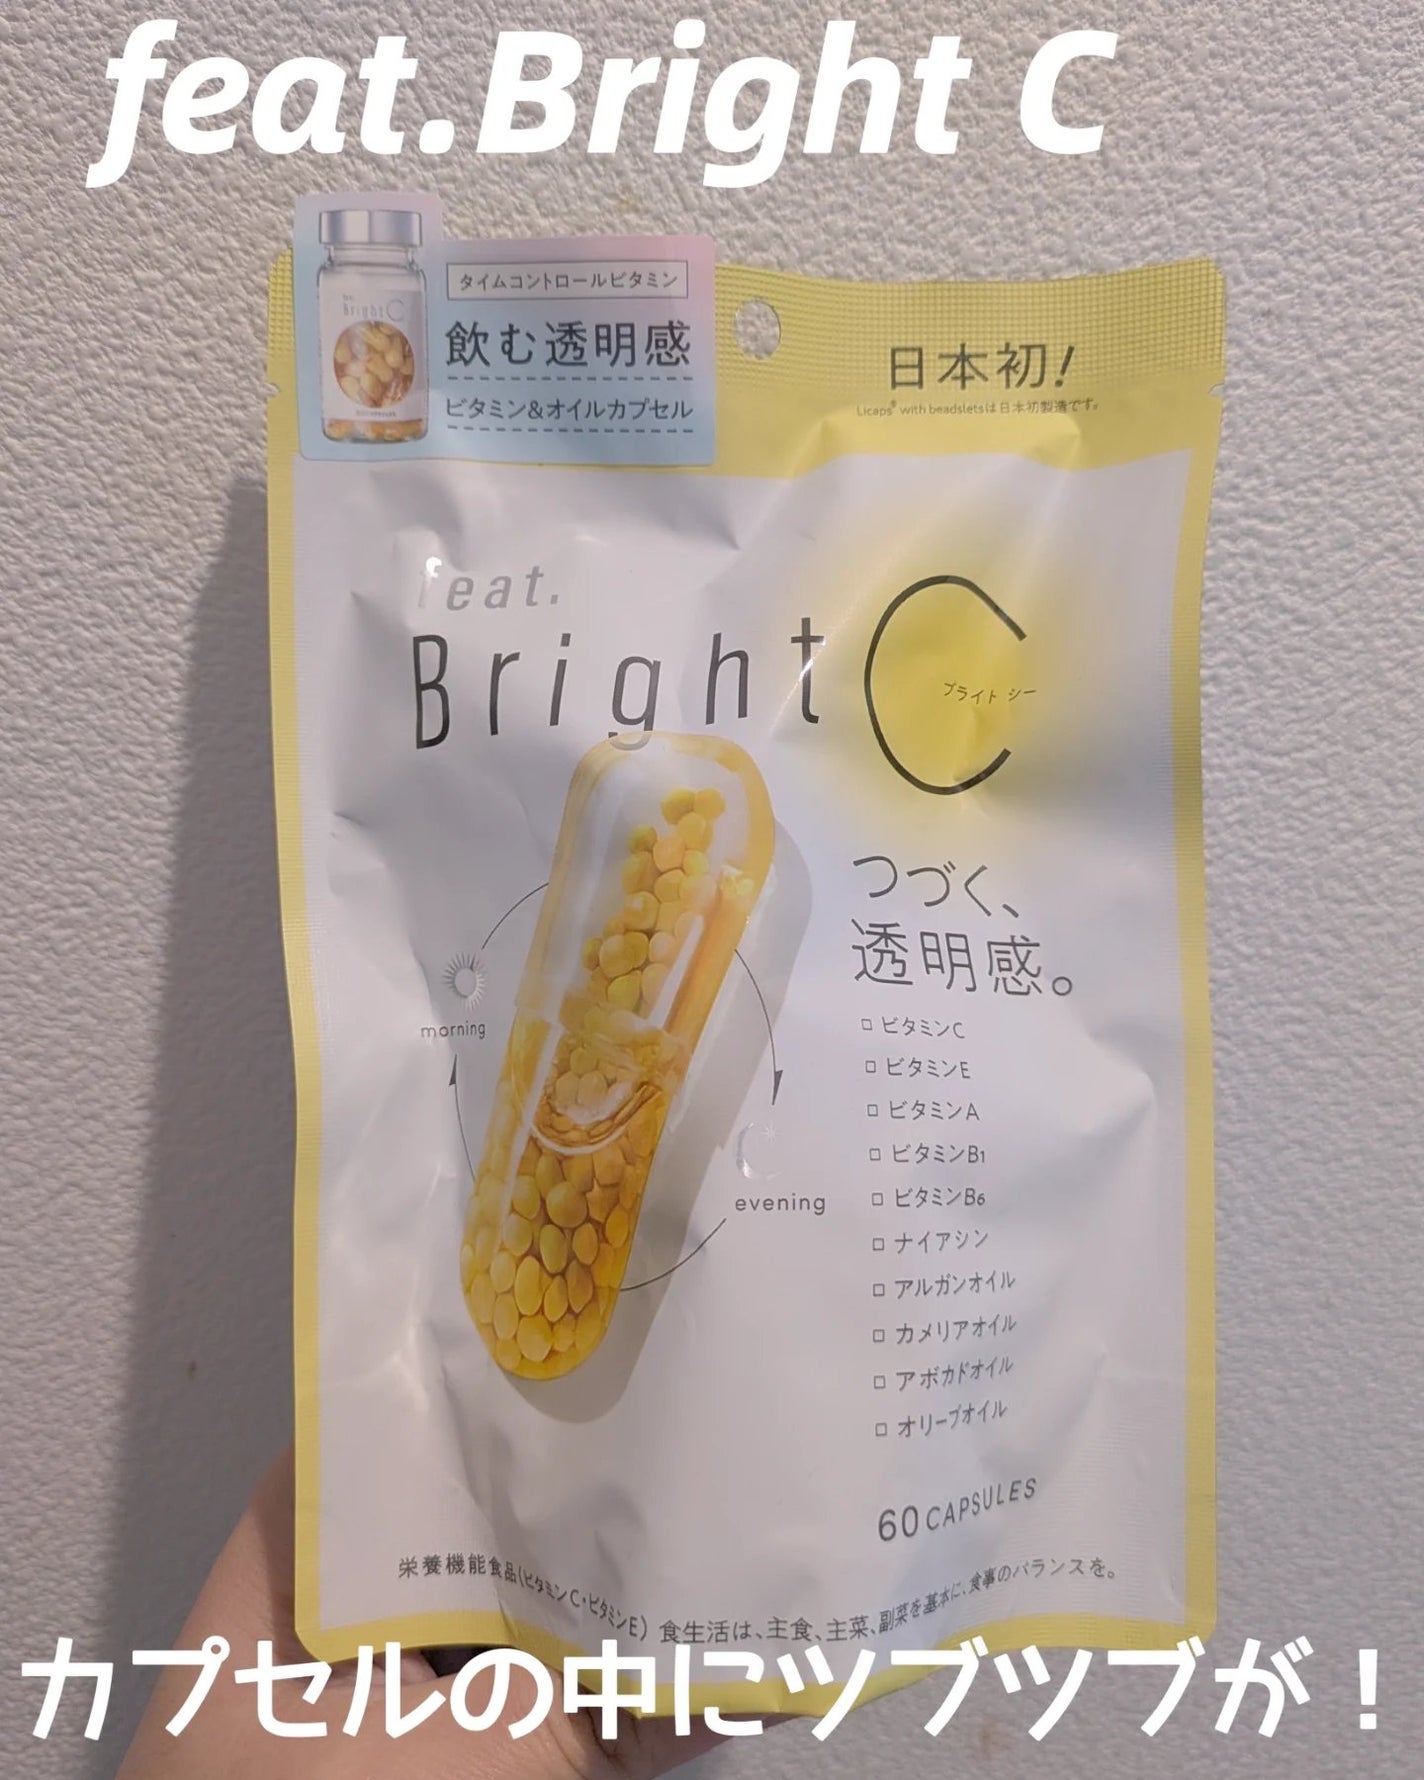 feat.Bright C
feat.
Bright C
タイムコントロールビタミン
飲む透明感
ビタミン&オイルカプセル
日本初!
Licaps® with beadsletsは日本初製造です。
feat.
Bright C
ブライト シー
つづく、
透明感。
morning
evening
□ ビタミンC
□ ビタミンE
□ ビタミンA
□ ビタミンB1
□ ビタミンB6
□ ナイアシン
□ アルガンオイル
□ カメリアオイル
□ アボカドオイル
□ オリーブオイル
60 CAPSULES
栄養機能食品(ビタミンC・ビタミンE) 食生活は、主食、主菜、副菜を基本に、食事のバランスを。
カプセルの中にツブツブが！